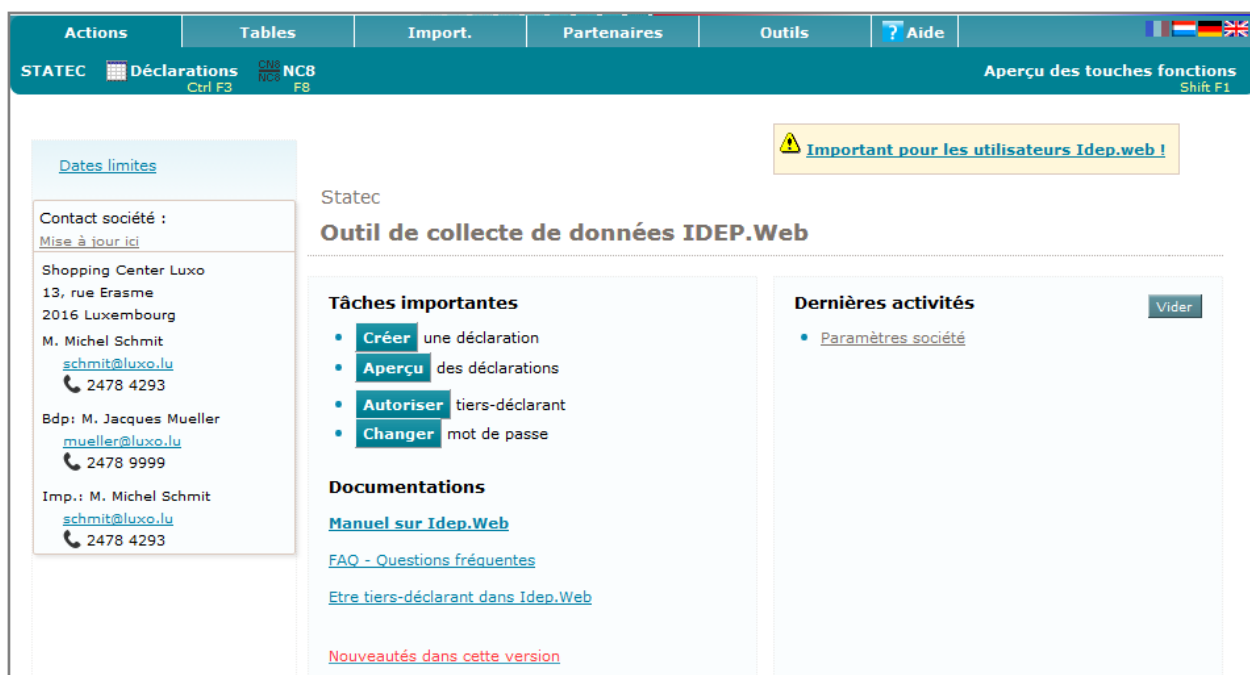 Actions Tables Import. Partenaires Outils ? Aide
STATEC Déclarations CN8 NC8 NC8 Aperçu des touches fonctions
Ctrl F3 F8 Shift F1
Dates limites
Important pour les utilisateurs Idep.web !
Contact société :
Mise à jour ici
Shopping Center Luxo
13, rue Erasme
2016 Luxembourg
M. Michel Schmit
schmit@luxo.lu
2478 4293
Bdp: M. Jacques Mueller
mueller@luxo.lu
2478 9999
Imp.: M. Michel Schmit
schmit@luxo.lu
2478 4293
Statec
Outil de collecte de données IDEP.Web
Tâches importantes
• Créer une déclaration
• Aperçu des déclarations
• Autoriser tiers-déclarant
• Changer mot de passe
Documentations
Manuel sur Idep.Web
FAQ - Questions fréquentes
Etre tiers-déclarant dans Idep.Web
Nouveautés dans cette version
Dernières activités Vider
• Paramètres société